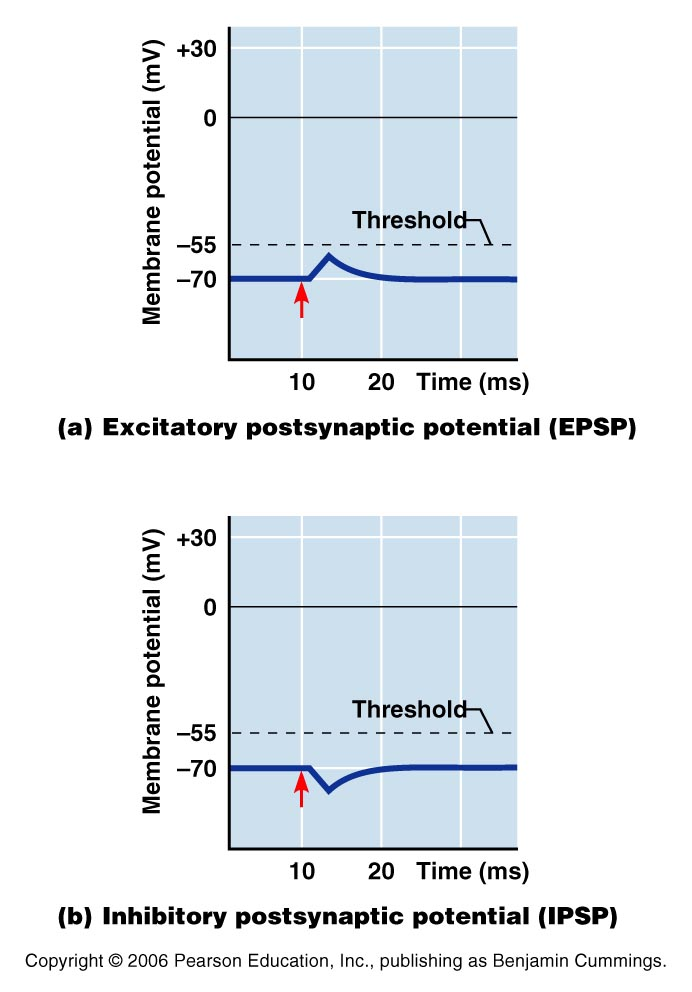 +30
0
Membrane potential (mV)
Threshold
–55
–70
10 20 Time (ms)
(a) Excitatory postsynaptic potential (EPSP)
+30
0
Membrane potential (mV)
Threshold
–55
–70
10 20 Time (ms)
(b) Inhibitory postsynaptic potential (IPSP)
Copyright © 2006 Pearson Education, Inc., publishing as Benjamin Cummings.